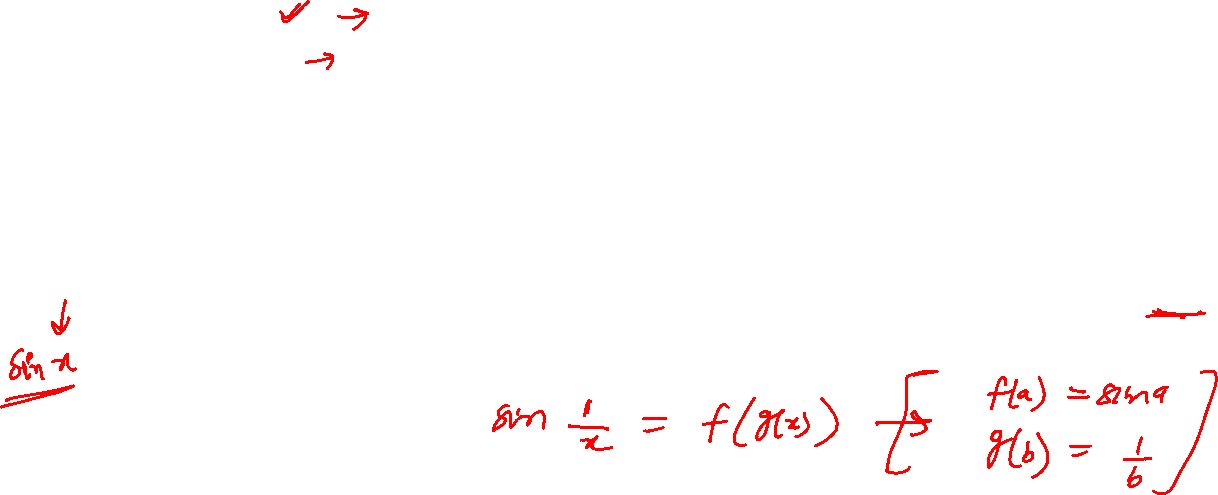 ✓ →
→
↓
sin x
sin 1/x = f(g(x)) → [ f(a) = sin a
g(b) = 1/b ]